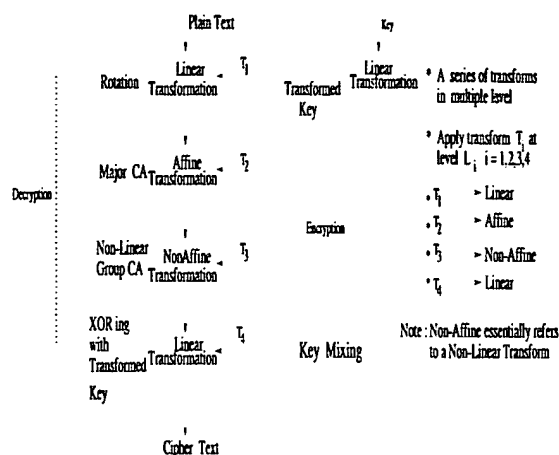 Plain Text
Key
Rotation
Linear
Transformation
T1
Transformed
Key
Linear
Transformation
* A series of transforms
in multiple level
Major CA
Affine
Transformation
T2
* Apply transform Ti at
level Li i = 1,2,3,4
Decryption
Encryption
* T1 > Linear
* T2 > Affine
* T3 > Non-Affine
* T4 > Linear
Non-Linear
Group CA
NonAffine
Transformation
T3
XOR ing
with
Transformed
Key
Linear
Transformation
T4
Key Mixing
Note : Non-Affine essentially refers
to a Non-Linear Transform
Cipher Text